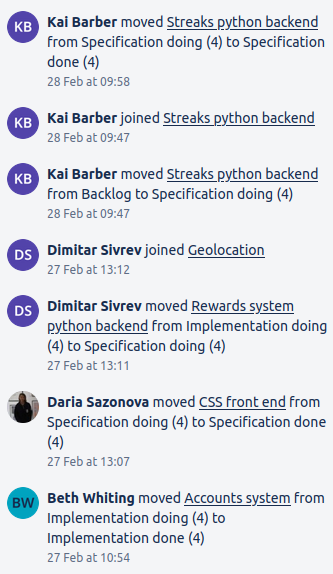 KB
Kai Barber moved Streaks python backend
from Specification doing (4) to Specification
done (4)
28 Feb at 09:58
KB
Kai Barber joined Streaks python backend
28 Feb at 09:47
KB
Kai Barber moved Streaks python backend
from Backlog to Specification doing (4)
28 Feb at 09:47
DS
Dimitar Sivrev joined Geolocation
27 Feb at 13:12
DS
Dimitar Sivrev moved Rewards system
python backend from Implementation doing
(4) to Specification doing (4)
27 Feb at 13:11
Daria Sazonova moved CSS front end from
Specification doing (4) to Specification done
(4)
27 Feb at 13:07
BW
Beth Whiting moved Accounts system from
Implementation doing (4) to
Implementation done (4)
27 Feb at 10:54